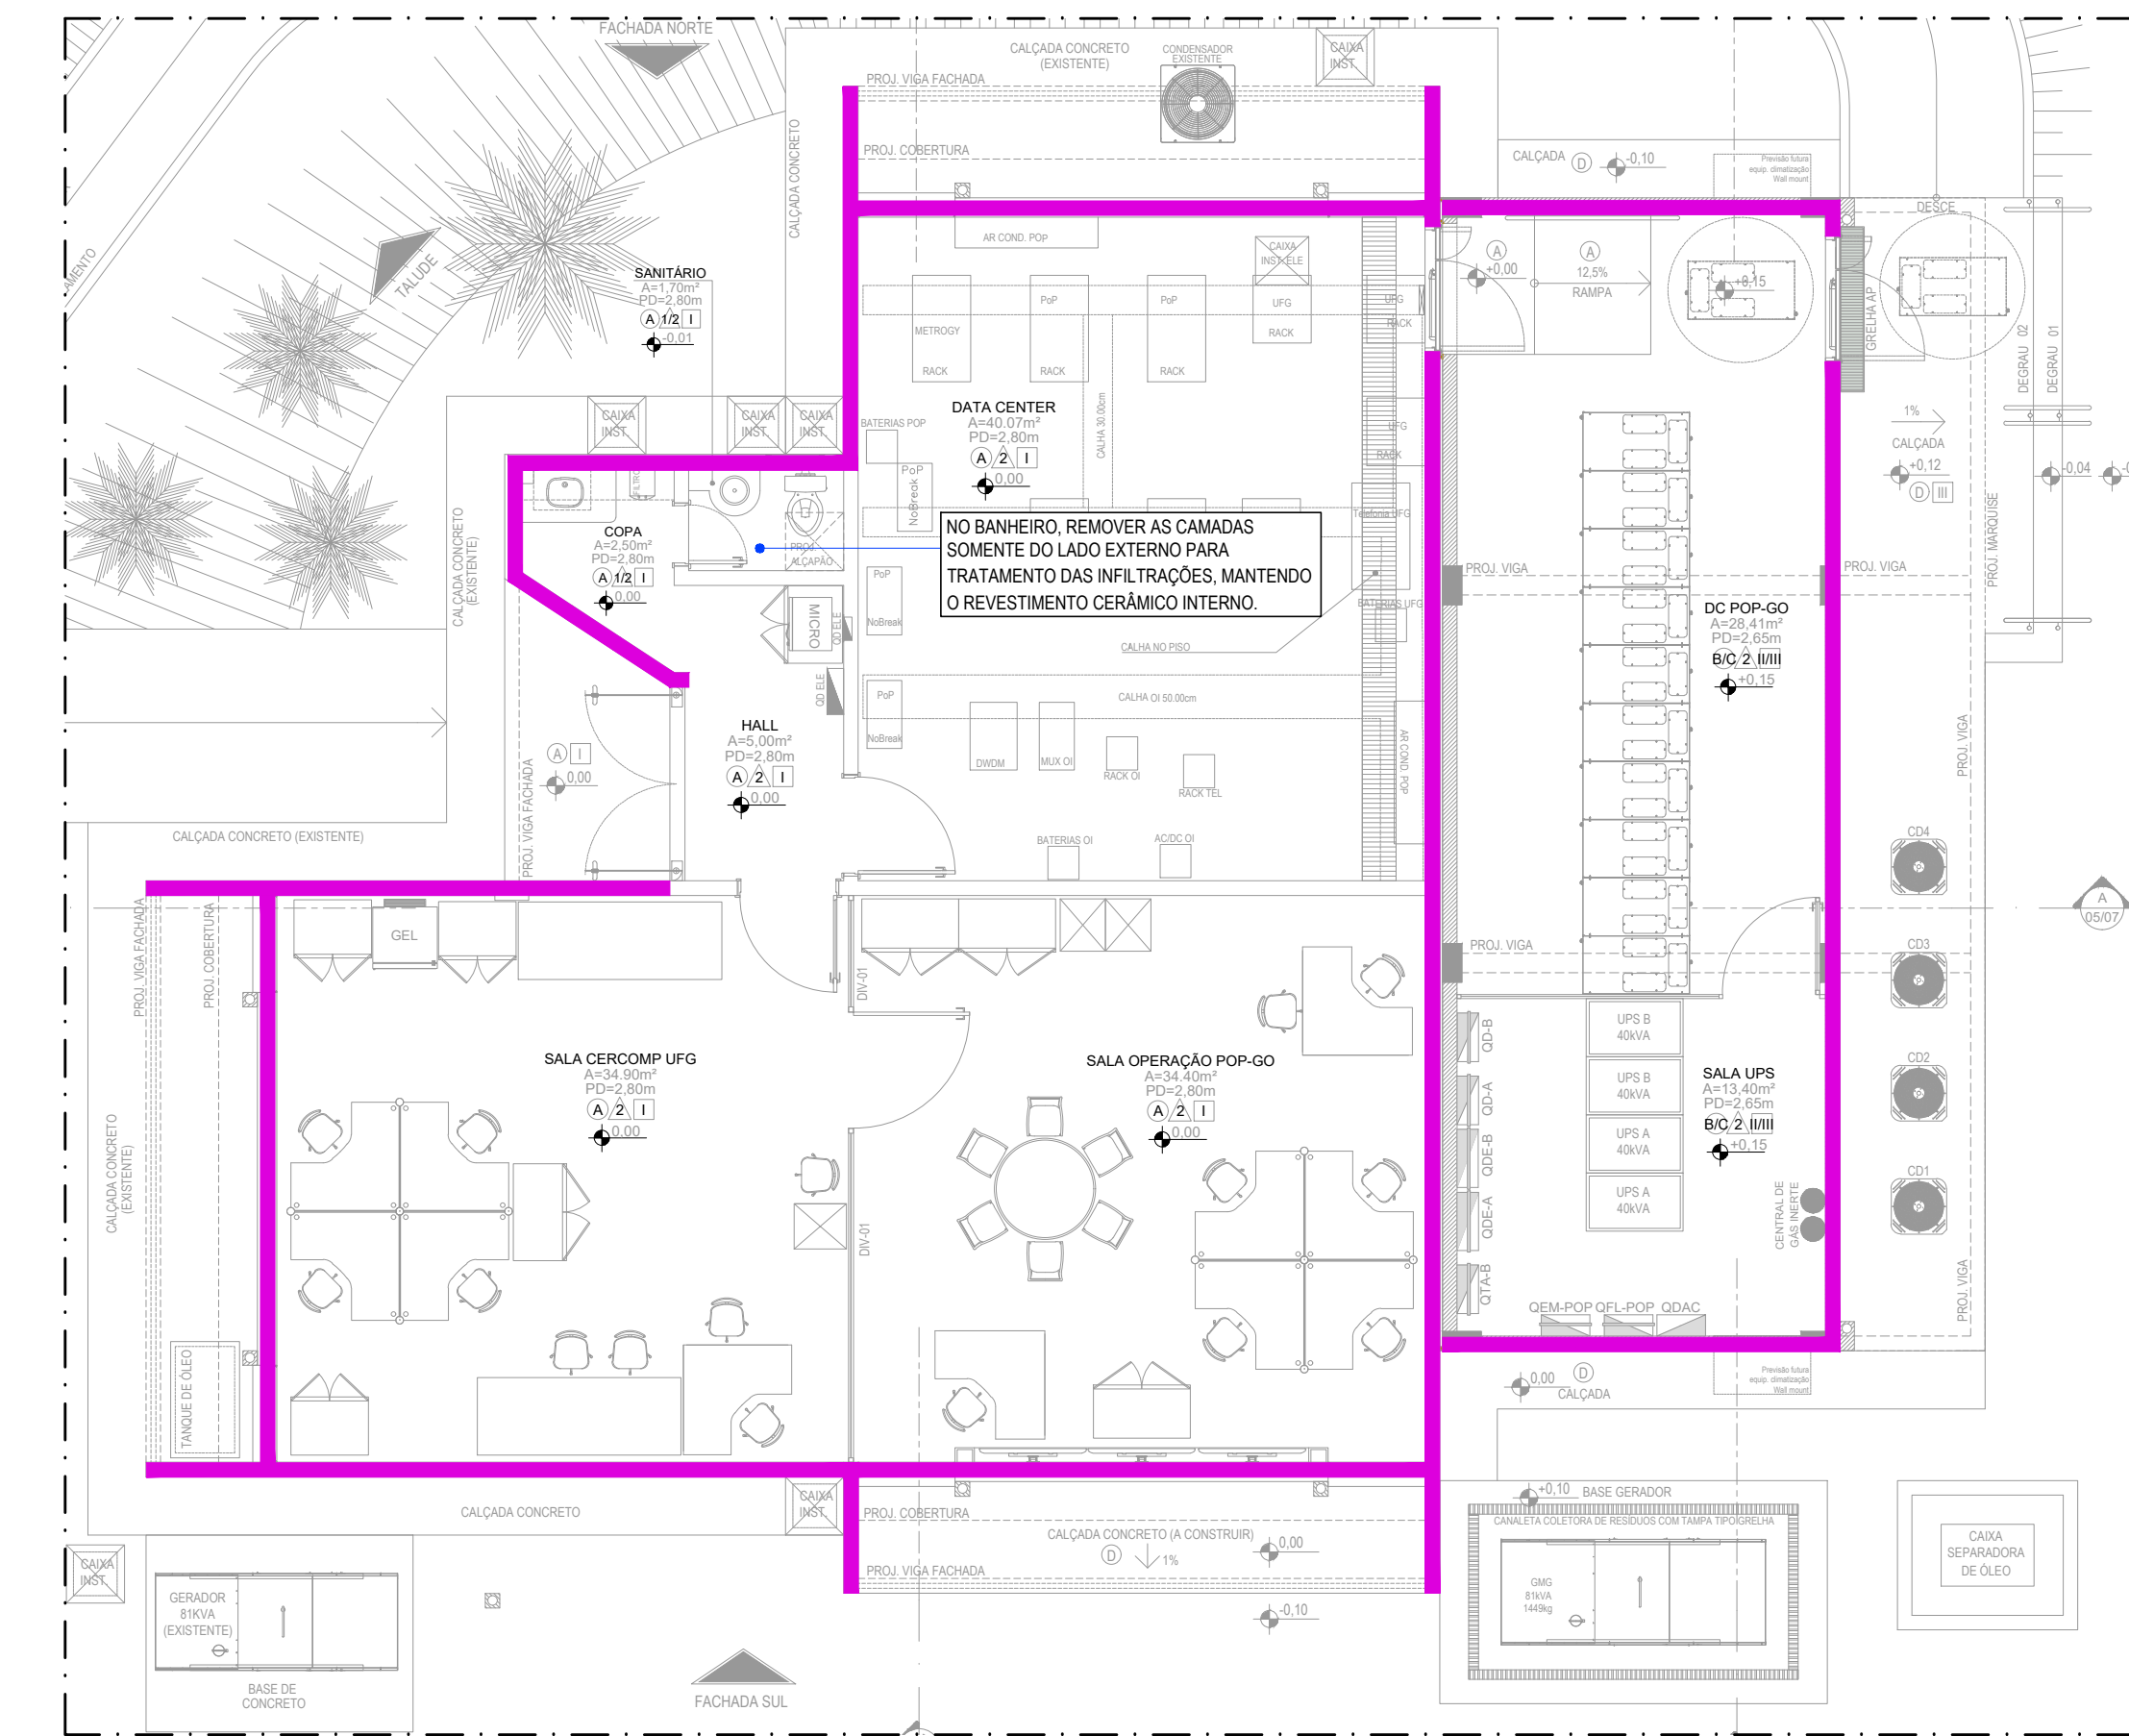 FACHADA NORTE
CALÇADA CONCRETO
(EXISTENTE)
CONDENSADOR
EXISTENTE
CAIXA
INST.
PROJ. VIGA FACHADA
PROJ. COBERTURA
CALÇADA CONCRETO
CALÇADA
D
-0,10
Previsão futura
equip. climatização
Wall mount
DESCE
TALUDE
SANITÁRIO
A=1,70m²
PD=2,80m
A 1/2 I
-0,01
AR COND. POP
CAIXA
INST-ELE
METROGY
RACK
PoP
RACK
PoP
RACK
UFG
RACK
UFG
RACK
A
+0,00
A
12,5%
RAMPA
+0,15
GRELHA AP
DEGRAU 02
DEGRAU 01
CAIXA
INST.
CAIXA
INST.
CAIXA
INST.
BATERIAS POP
DATA CENTER
A=40.07m²
PD=2,80m
A 2 I
0,00
CALHA 30.00cm
UFG
RACK
1%
CALÇADA
+0,12
D III
-0,04
PROJ. MARQUISE
FILTRO
PoP
NoBreak
Telefonia UFG
COPA
A=2,50m²
PD=2,80m
A 1/2 I
0,00
PROJ.
ALÇAPÃO
NO BANHEIRO, REMOVER AS CAMADAS
SOMENTE DO LADO EXTERNO PARA
TRATAMENTO DAS INFILTRAÇÕES, MANTENDO
O REVESTIMENTO CERÂMICO INTERNO.
CALÇADA CONCRETO
(EXISTENTE)
PoP
NoBreak
MICRO
QD ELE
QD ELE
BATERIAS UFG
CALHA NO PISO
PROJ. VIGA
PROJ. VIGA
DC POP-GO
A=28,41m²
PD=2,65m
B/C 2 II/III
+0,15
PoP
NoBreak
CALHA OI 50.00cm
HALL
A=5,00m²
PD=2,80m
A 2 I
0,00
A I
0,00
PROJ. VIGA FACHADA
DWDM
MUX OI
RACK OI
RACK TEL
AR COND. POP
PROJ. VIGA
CALÇADA CONCRETO (EXISTENTE)
BATERIAS OI
AC/DC OI
CD4
PROJ. VIGA FACHADA
PROJ. COBERTURA
GEL
DIV-01
PROJ. VIGA
CD3
A
05/07
SALA CERCOMP UFG
A=34.90m²
PD=2,80m
A 2 I
0,00
SALA OPERAÇÃO POP-GO
A=34.40m²
PD=2,80m
A 2 I
0,00
QD-B
QD-A
QDE-B
QDE-A
QTA-B
UPS B
40kVA
UPS B
40kVA
UPS A
40kVA
UPS A
40kVA
SALA UPS
A=13,40m²
PD=2,65m
B/C 2 II/III
+0,15
CD2
CD1
CALÇADA CONCRETO
(EXISTENTE)
DIV-01
CENTRAL DE
GÁS INERTE
PROJ. VIGA
QEM-POP QFL-POP QDAC
TANQUE DE ÓLEO
0,00
D
CALÇADA
Previsão futura
equip. climatização
Wall mount
CALÇADA CONCRETO
CAIXA
INST.
PROJ. COBERTURA
CALÇADA CONCRETO (A CONSTRUIR)
D
1%
0,00
PROJ. VIGA FACHADA
-0,10
+0,10 BASE GERADOR
CANALETA COLETORA DE RESÍDUOS COM TAMPA TIPO GRELHA
GMG
81kVA
1449kg
CAIXA
SEPARADORA
DE ÓLEO
CAIXA
INST.
GERADOR
81KVA
(EXISTENTE)
BASE DE
CONCRETO
FACHADA SUL